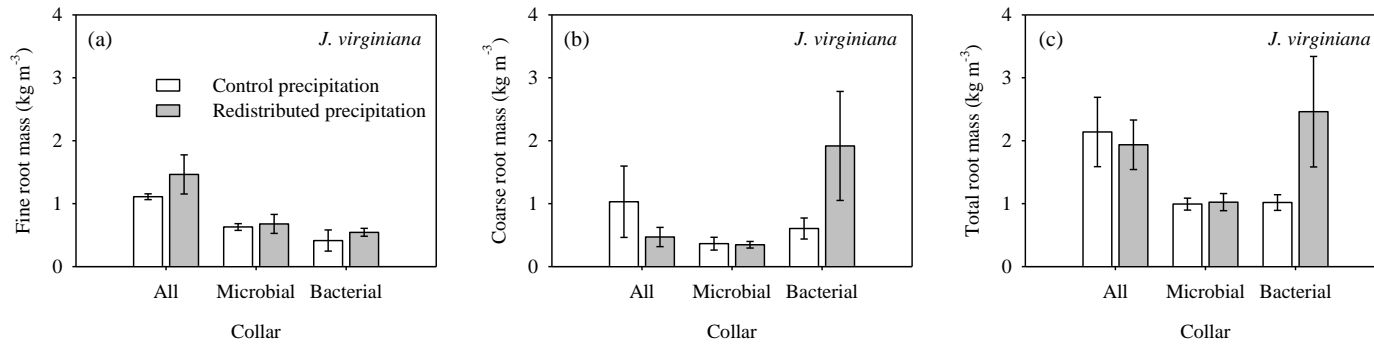 (a)
J. virginiana
Control precipitation
Redistributed precipitation
Fine root mass (kg m-3)
4
3
2
1
0
All Microbial Bacterial
Collar
(b)
J. virginiana
Coarse root mass (kg m-3)
4
3
2
1
0
All Microbial Bacterial
Collar
(c)
J. virginiana
Total root mass (kg m-3)
4
3
2
1
0
All Microbial Bacterial
Collar